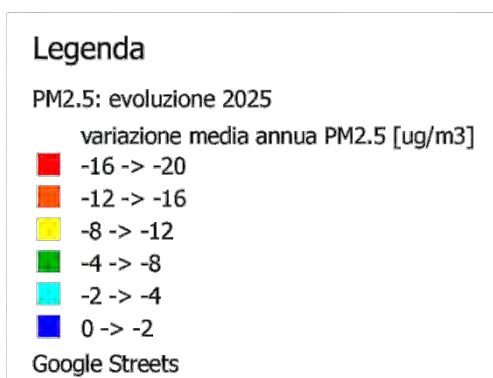 Legenda
PM2.5: evoluzione 2025
variazione media annua PM2.5 [ug/m3]
-16 -> -20
-12 -> -16
-8 -> -12
-4 -> -8
-2 -> -4
0 -> -2
Google Streets